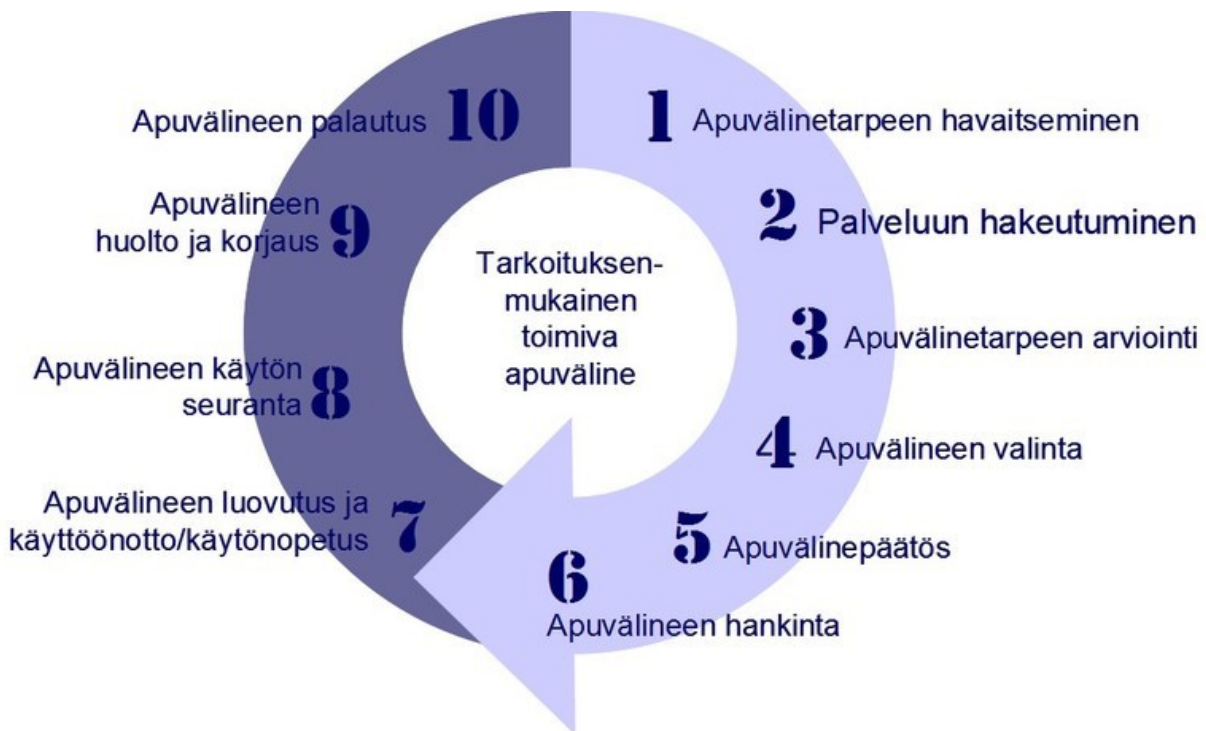 1 Apuvälinetarpeen havaitseminen
2 Palveluun hakeutuminen
3 Apuvälinetarpeen arviointi
4 Apuvälineen valinta
5 Apuvälinepäätös
6
Apuvälineen hankinta
Apuvälineen luovutus ja
käyttöönotto/käytönopetus 7
Apuvälineen käytön
seuranta 8
Apuvälineen
huolto ja korjaus 9
Apuvälineen palautus 10
Tarkoituksen-
mukainen
toimiva
apuväline